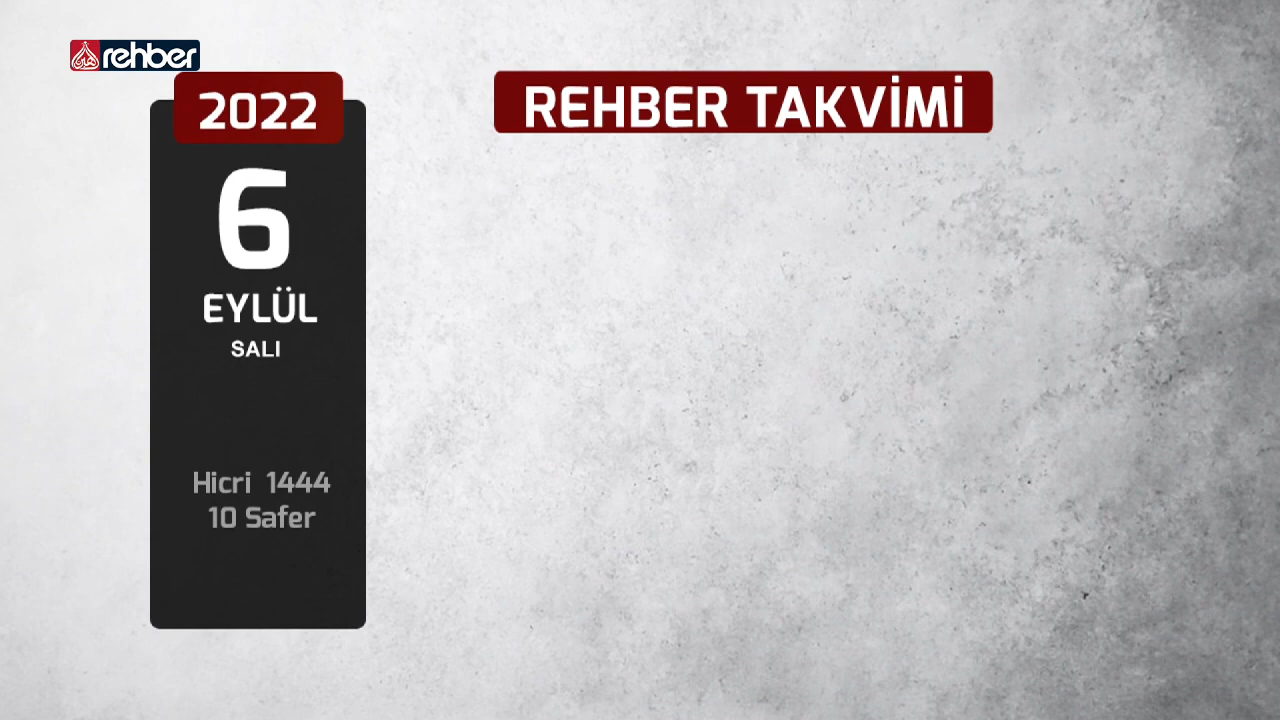 rehber
2022
REHBER TAKVİMİ
6
EYLÜL
SALI
Hicri 1444
10 Safer